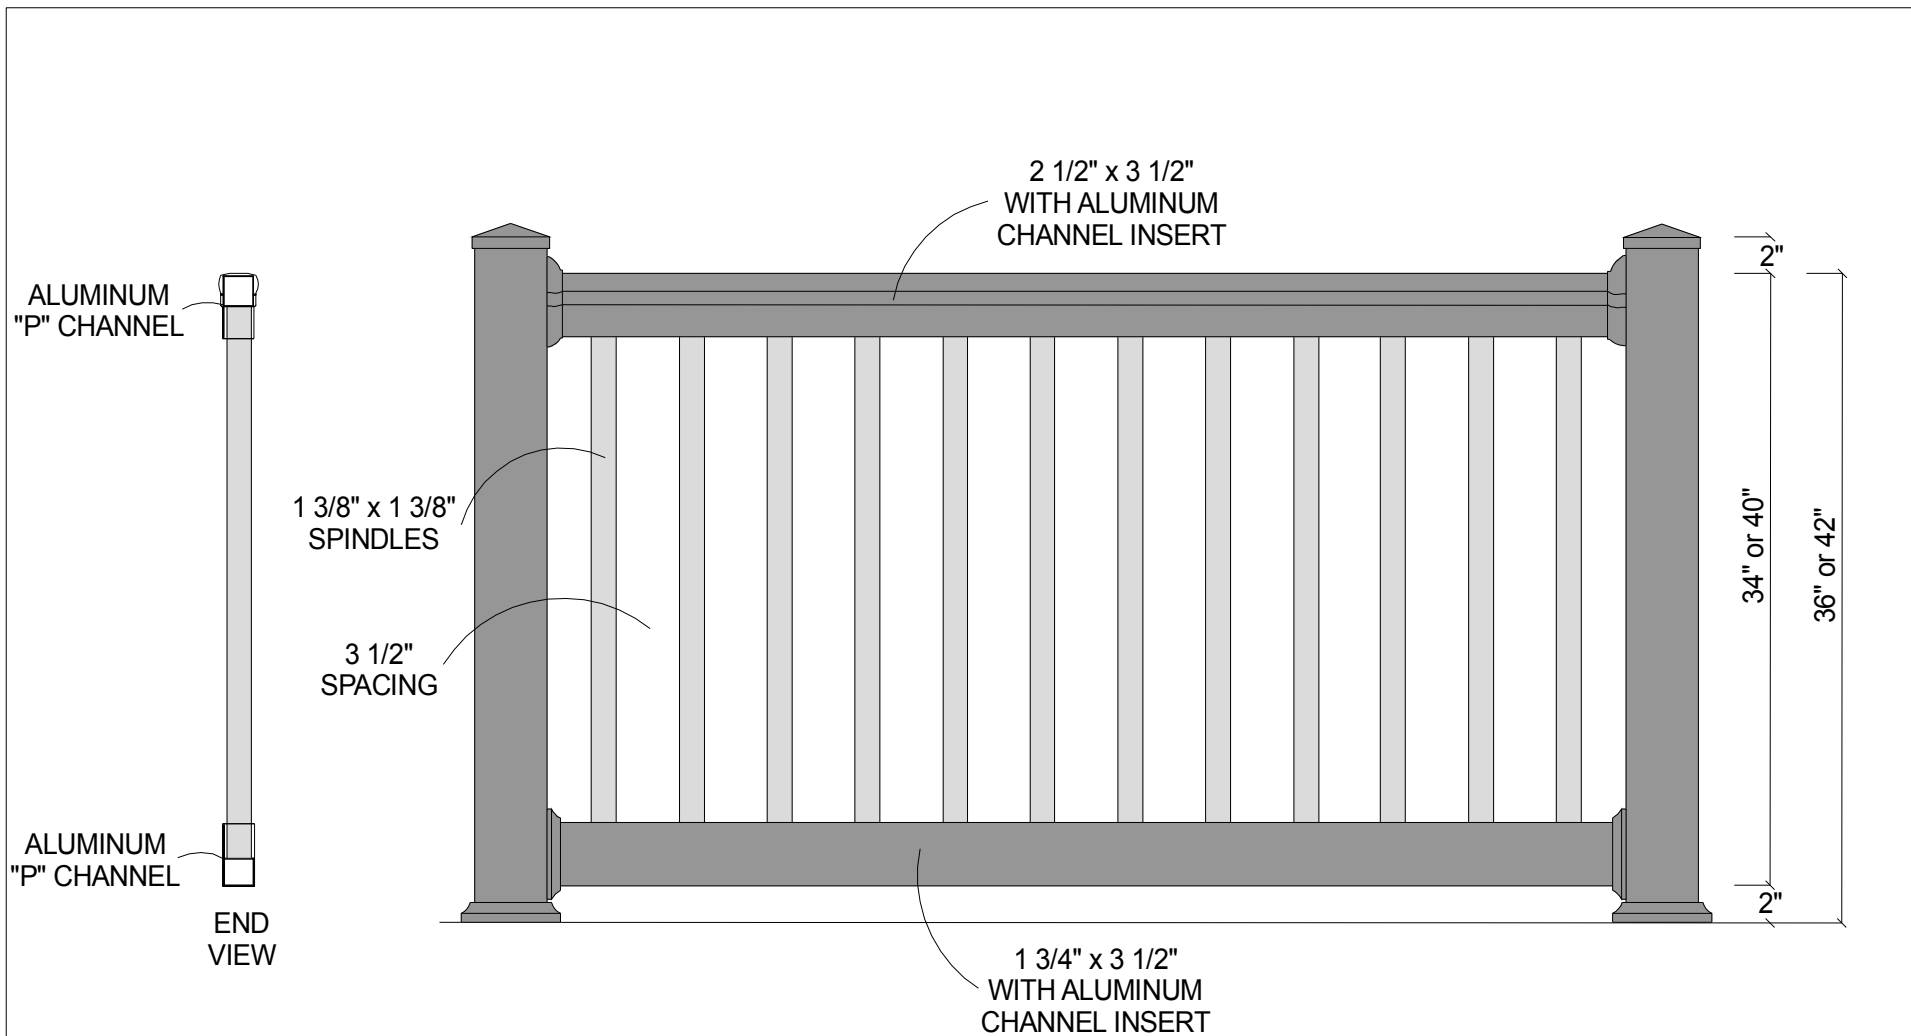 2 1/2" x 3 1/2"
WITH ALUMINUM
CHANNEL INSERT
2"
ALUMINUM
"P" CHANNEL
1 3/8" x 1 3/8"
SPINDLES
34" or 40"
36" or 42"
3 1/2"
SPACING
ALUMINUM
"P" CHANNEL
2"
END
VIEW
1 3/4" x 3 1/2"
WITH ALUMINUM
CHANNEL INSERT